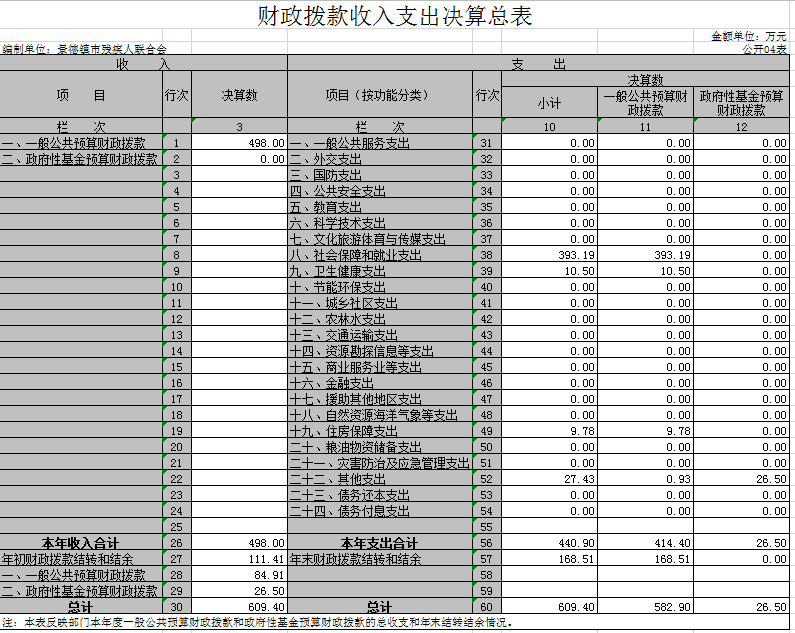 财政拨款收入支出决算总表
金额单位：万元
编制单位：景德镇市残疾人联合会 公开04表
收 入 支 出
项 目 行次 决算数 项目（按功能分类） 行次 决算数
小计 一般公共预算财政拨款 政府性基金预算财政拨款
栏 次 3 栏 次 10 11 12
一、一般公共预算财政拨款 1 498.00 一、一般公共服务支出 31 0.00 0.00 0.00
二、政府性基金预算财政拨款 2 0.00 二、外交支出 32 0.00 0.00 0.00
3 三、国防支出 33 0.00 0.00 0.00
4 四、公共安全支出 34 0.00 0.00 0.00
5 五、教育支出 35 0.00 0.00 0.00
6 六、科学技术支出 36 0.00 0.00 0.00
7 七、文化旅游体育与传媒支出 37 0.00 0.00 0.00
8 八、社会保障和就业支出 38 393.19 393.19 0.00
9 九、卫生健康支出 39 10.50 10.50 0.00
10 十、节能环保支出 40 0.00 0.00 0.00
11 十一、城乡社区支出 41 0.00 0.00 0.00
12 十二、农林水支出 42 0.00 0.00 0.00
13 十三、交通运输支出 43 0.00 0.00 0.00
14 十四、资源勘探信息等支出 44 0.00 0.00 0.00
15 十五、商业服务业等支出 45 0.00 0.00 0.00
16 十六、金融支出 46 0.00 0.00 0.00
17 十七、援助其他地区支出 47 0.00 0.00 0.00
18 十八、自然资源海洋气象等支出 48 0.00 0.00 0.00
19 十九、住房保障支出 49 9.78 9.78 0.00
20 二十、粮油物资储备支出 50 0.00 0.00 0.00
21 二十一、灾害防治及应急管理支出 51 0.00 0.00 0.00
22 二十二、其他支出 52 27.43 0.93 26.50
23 二十三、债务还本支出 53 0.00 0.00 0.00
24 二十四、债务付息支出 54 0.00 0.00 0.00
25 55
本年收入合计 26 498.00 本年支出合计 56 440.90 414.40 26.50
年初财政拨款结转和结余 27 111.41 年末财政拨款结转和结余 57 168.51 168.51 0.00
一、一般公共预算财政拨款 28 84.91 58
二、政府性基金预算财政拨款 29 26.50 59
总计 30 609.40 总计 60 609.40 582.90 26.50
注：本表反映部门本年度一般公共预算财政拨款和政府性基金预算财政拨款的总收支和年末结转结余情况。